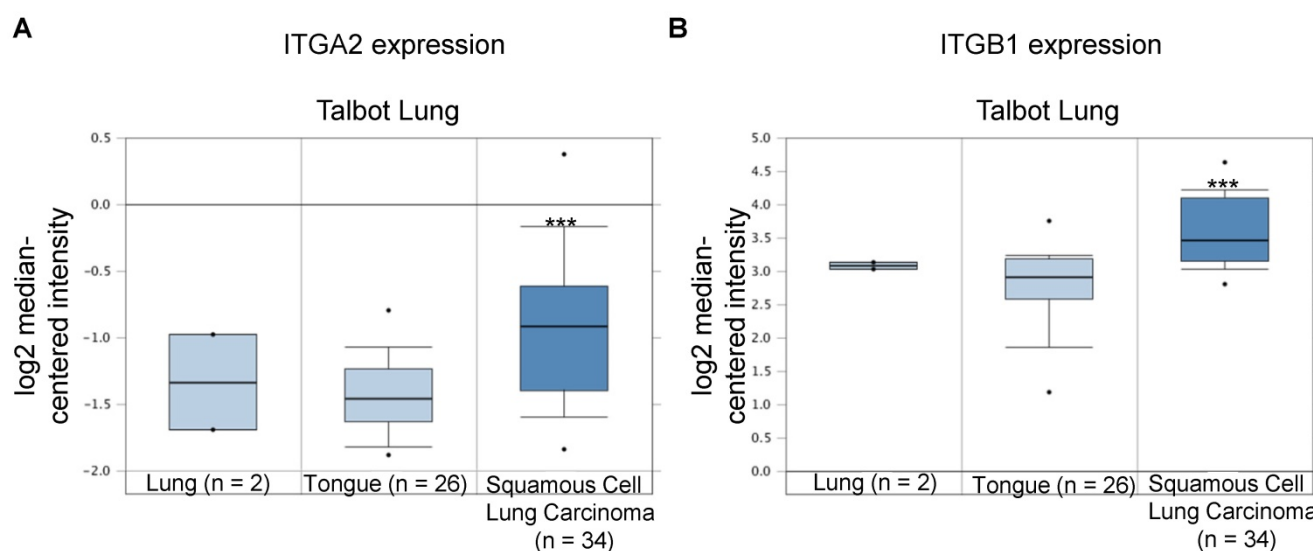 A
ITGA2 expression
Talbot Lung
log2 median-
centered intensity
0.5
0.0
−0.5
−1.0
−1.5
−2.0
***
Lung (n = 2)
Tongue (n = 26)
Squamous Cell
Lung Carcinoma
(n = 34)
B
ITGB1 expression
Talbot Lung
log2 median-
centered intensity
5.0
4.5
4.0
3.5
3.0
2.5
2.0
1.5
1.0
0.5
0.0
***
Lung (n = 2)
Tongue (n = 26)
Squamous Cell
Lung Carcinoma
(n = 34)